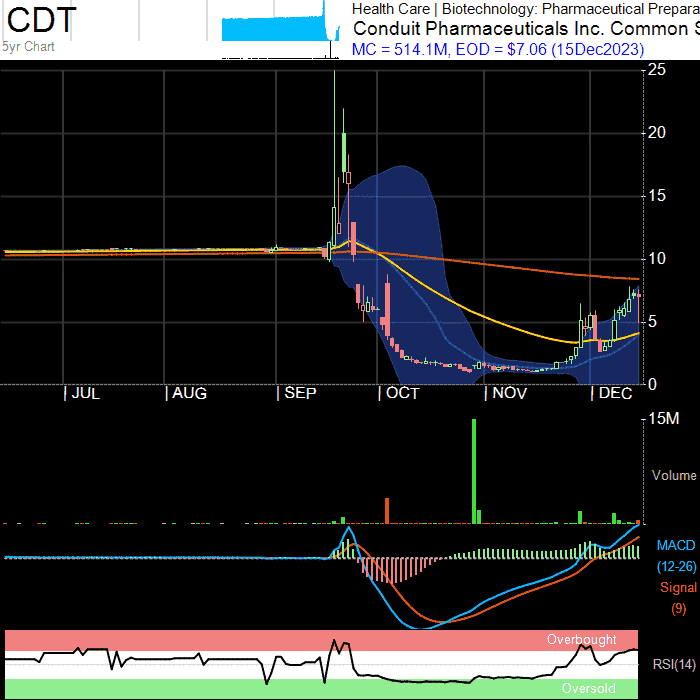 CDT
5yr Chart
Health Care | Biotechnology: Pharmaceutical Prepara
Conduit Pharmaceuticals Inc. Common S
MC = 514.1M, EOD = $7.06 (15Dec2023)
25
20
15
10
5
0
| JUL
| AUG
| SEP
| OCT
| NOV
| DEC
15M
Volume
MACD
(12-26)
Signal
(9)
Overbought
RSI(14)
Oversold